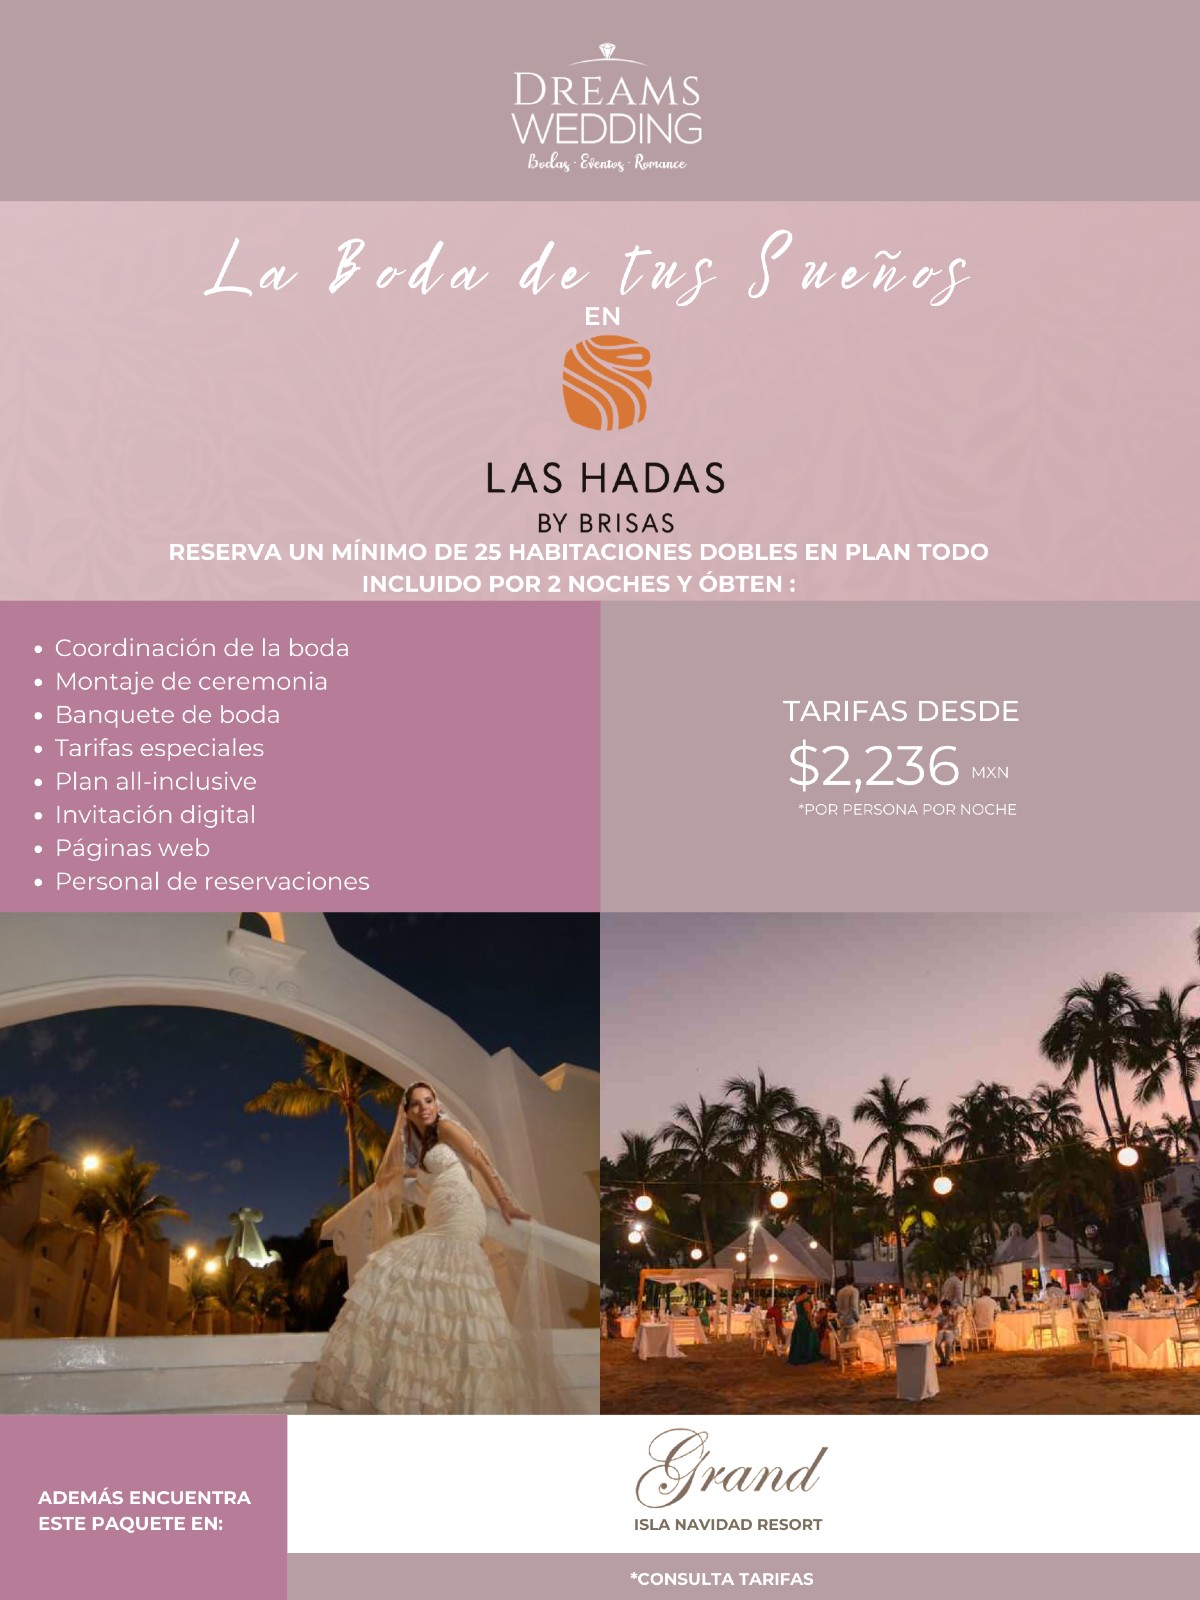 DREAMS
WEDDING
Bodas · Eventos · Romance
La Boda de tus Sueños
EN
LAS HADAS
BY BRISAS
RESERVA UN MÍNIMO DE 25 HABITACIONES DOBLES EN PLAN TODO
INCLUIDO POR 2 NOCHES Y ÓBTEN :
• Coordinación de la boda
• Montaje de ceremonia
• Banquete de boda
• Tarifas especiales
• Plan all-inclusive
• Invitación digital
• Páginas web
• Personal de reservaciones
TARIFAS DESDE
$2,236 MXN
*POR PERSONA POR NOCHE
ADEMÁS ENCUENTRA
ESTE PAQUETE EN:
Grand
ISLA NAVIDAD RESORT
*CONSULTA TARIFAS